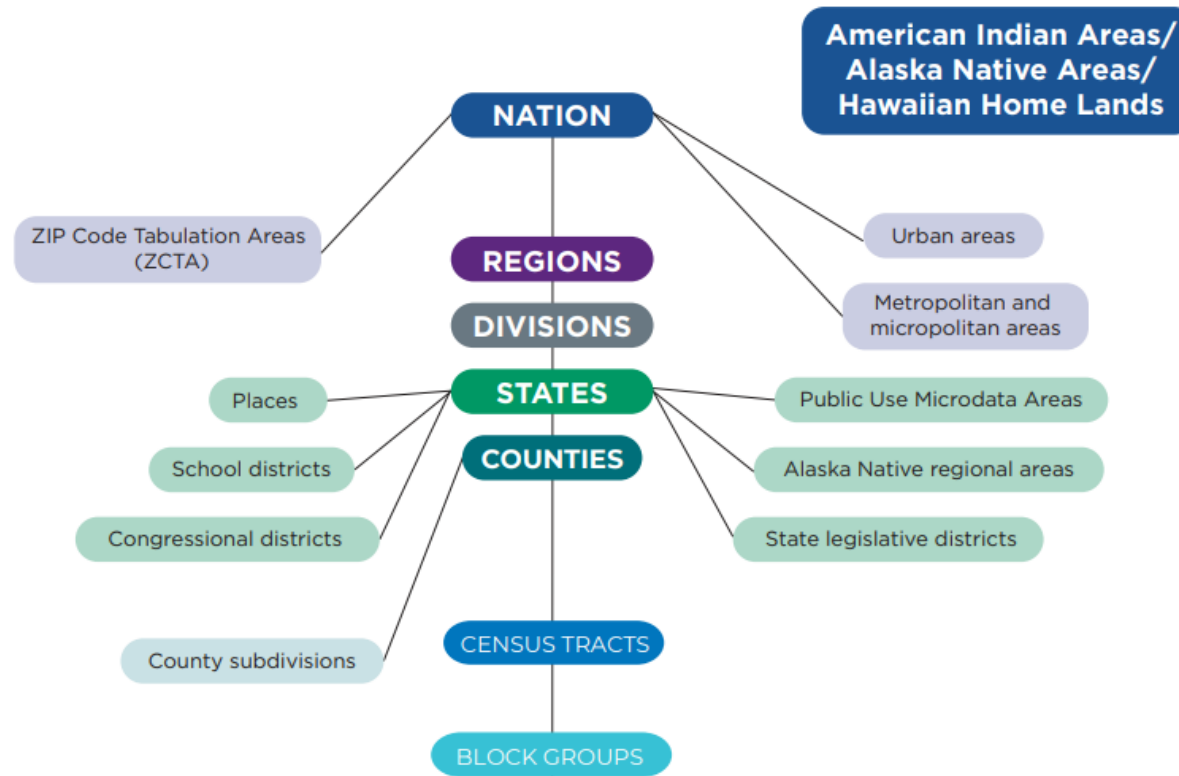 American Indian Areas/
Alaska Native Areas/
Hawaiian Home Lands
NATION
ZIP Code Tabulation Areas
(ZCTA)
Urban areas
REGIONS
Metropolitan and
micropolitan areas
DIVISIONS
STATES
Places
Public Use Microdata Areas
COUNTIES
School districts
Alaska Native regional areas
Congressional districts
State legislative districts
CENSUS TRACTS
County subdivisions
BLOCK GROUPS